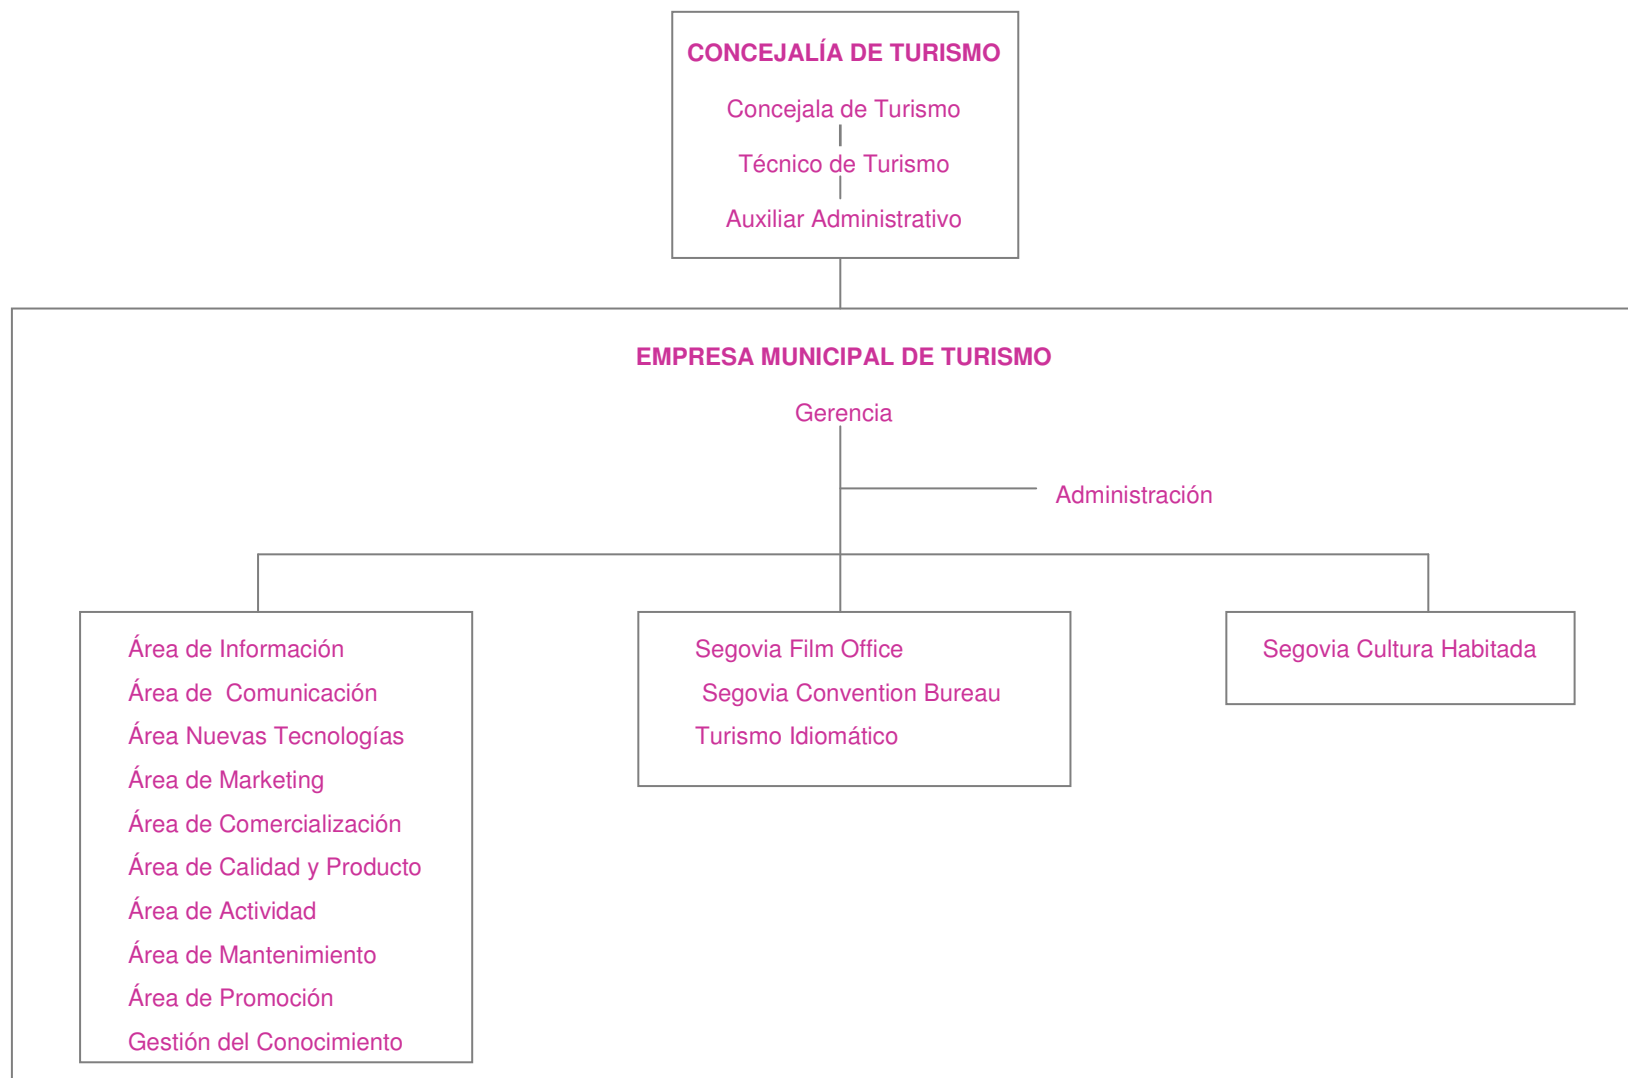 CONCEJALÍA DE TURISMO
Concejala de Turismo
Técnico de Turismo
Auxiliar Administrativo
EMPRESA MUNICIPAL DE TURISMO
Gerencia
Administración
Área de Información
Área de Comunicación
Área Nuevas Tecnologías
Área de Marketing
Área de Comercialización
Área de Calidad y Producto
Área de Actividad
Área de Mantenimiento
Área de Promoción
Gestión del Conocimiento
Segovia Film Office
Segovia Convention Bureau
Turismo Idiomático
Segovia Cultura Habitada